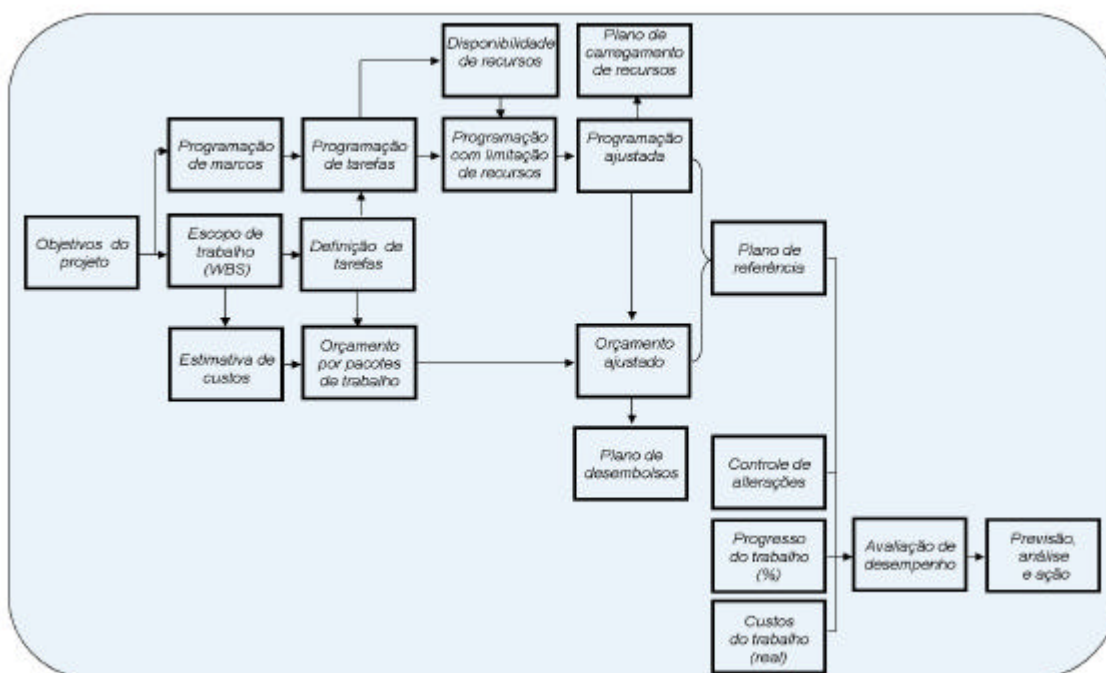 Disponibilidade
de recursos
Plano de
carregamento
de recursos
Programação
de marcos
Programação
de tarefas
Programação
com limitação
de recursos
Programação
ajustada
Objetivos do
projeto
Escopo de
trabalho
(WBS)
Definição de
tarefas
Plano de
referência
Estimativa de
custos
Orçamento
por pacotes
de trabalho
Orçamento
ajustado
Plano de
desembolsos
Controle de
alterações
Progresso
do trabalho
(%)
Avaliação de
desempenho
Previsão,
análise
e ação
Custos
do trabalho
(real)